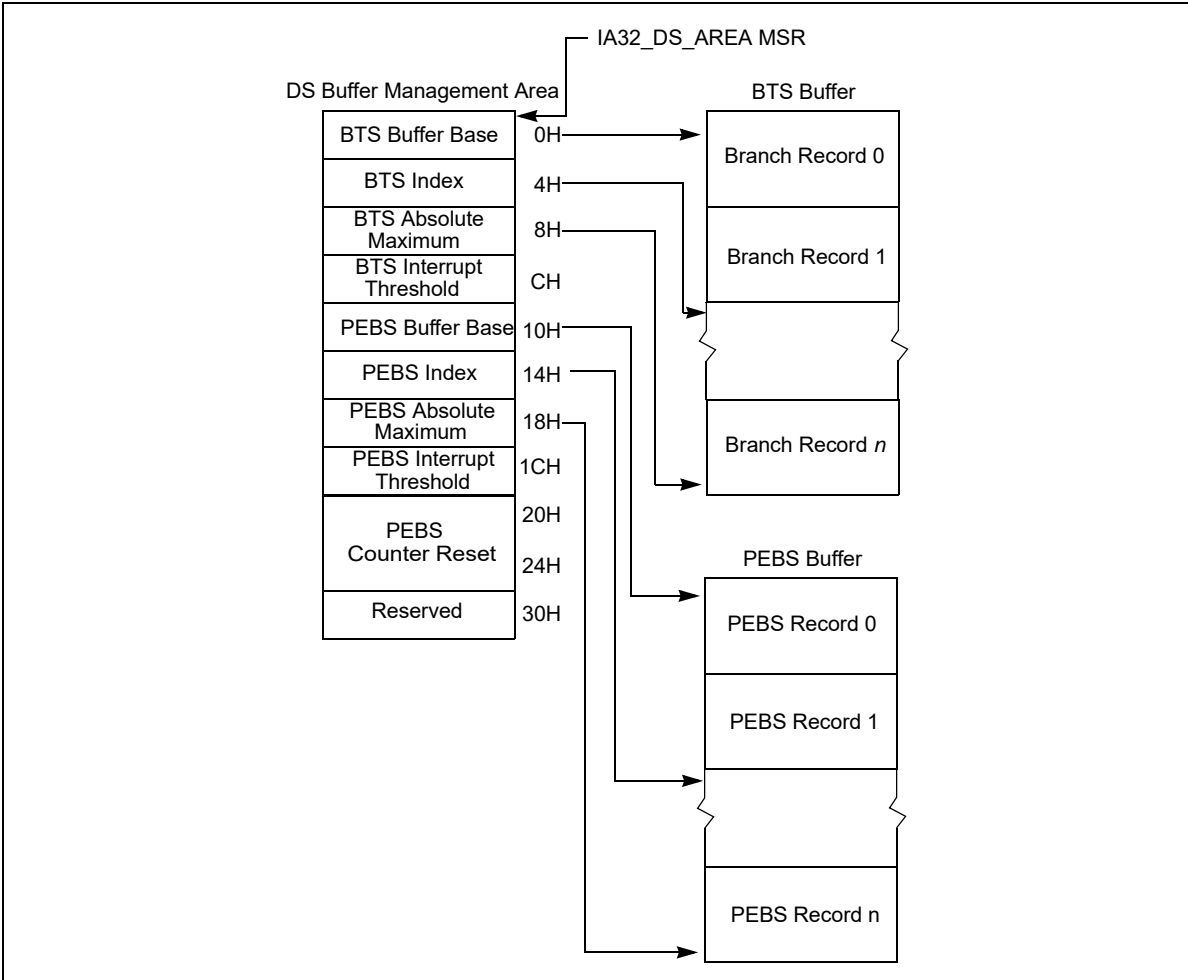 IA32_DS_AREA MSR
DS Buffer Management Area
BTS Buffer Base 0H
BTS Index 4H
BTS Absolute
Maximum 8H
BTS Interrupt
Threshold CH
PEBS Buffer Base 10H
PEBS Index 14H
PEBS Absolute
Maximum 18H
PEBS Interrupt
Threshold 1CH
20H
PEBS
Counter Reset
24H
Reserved 30H
BTS Buffer
Branch Record 0
Branch Record 1
Branch Record n
PEBS Buffer
PEBS Record 0
PEBS Record 1
PEBS Record n